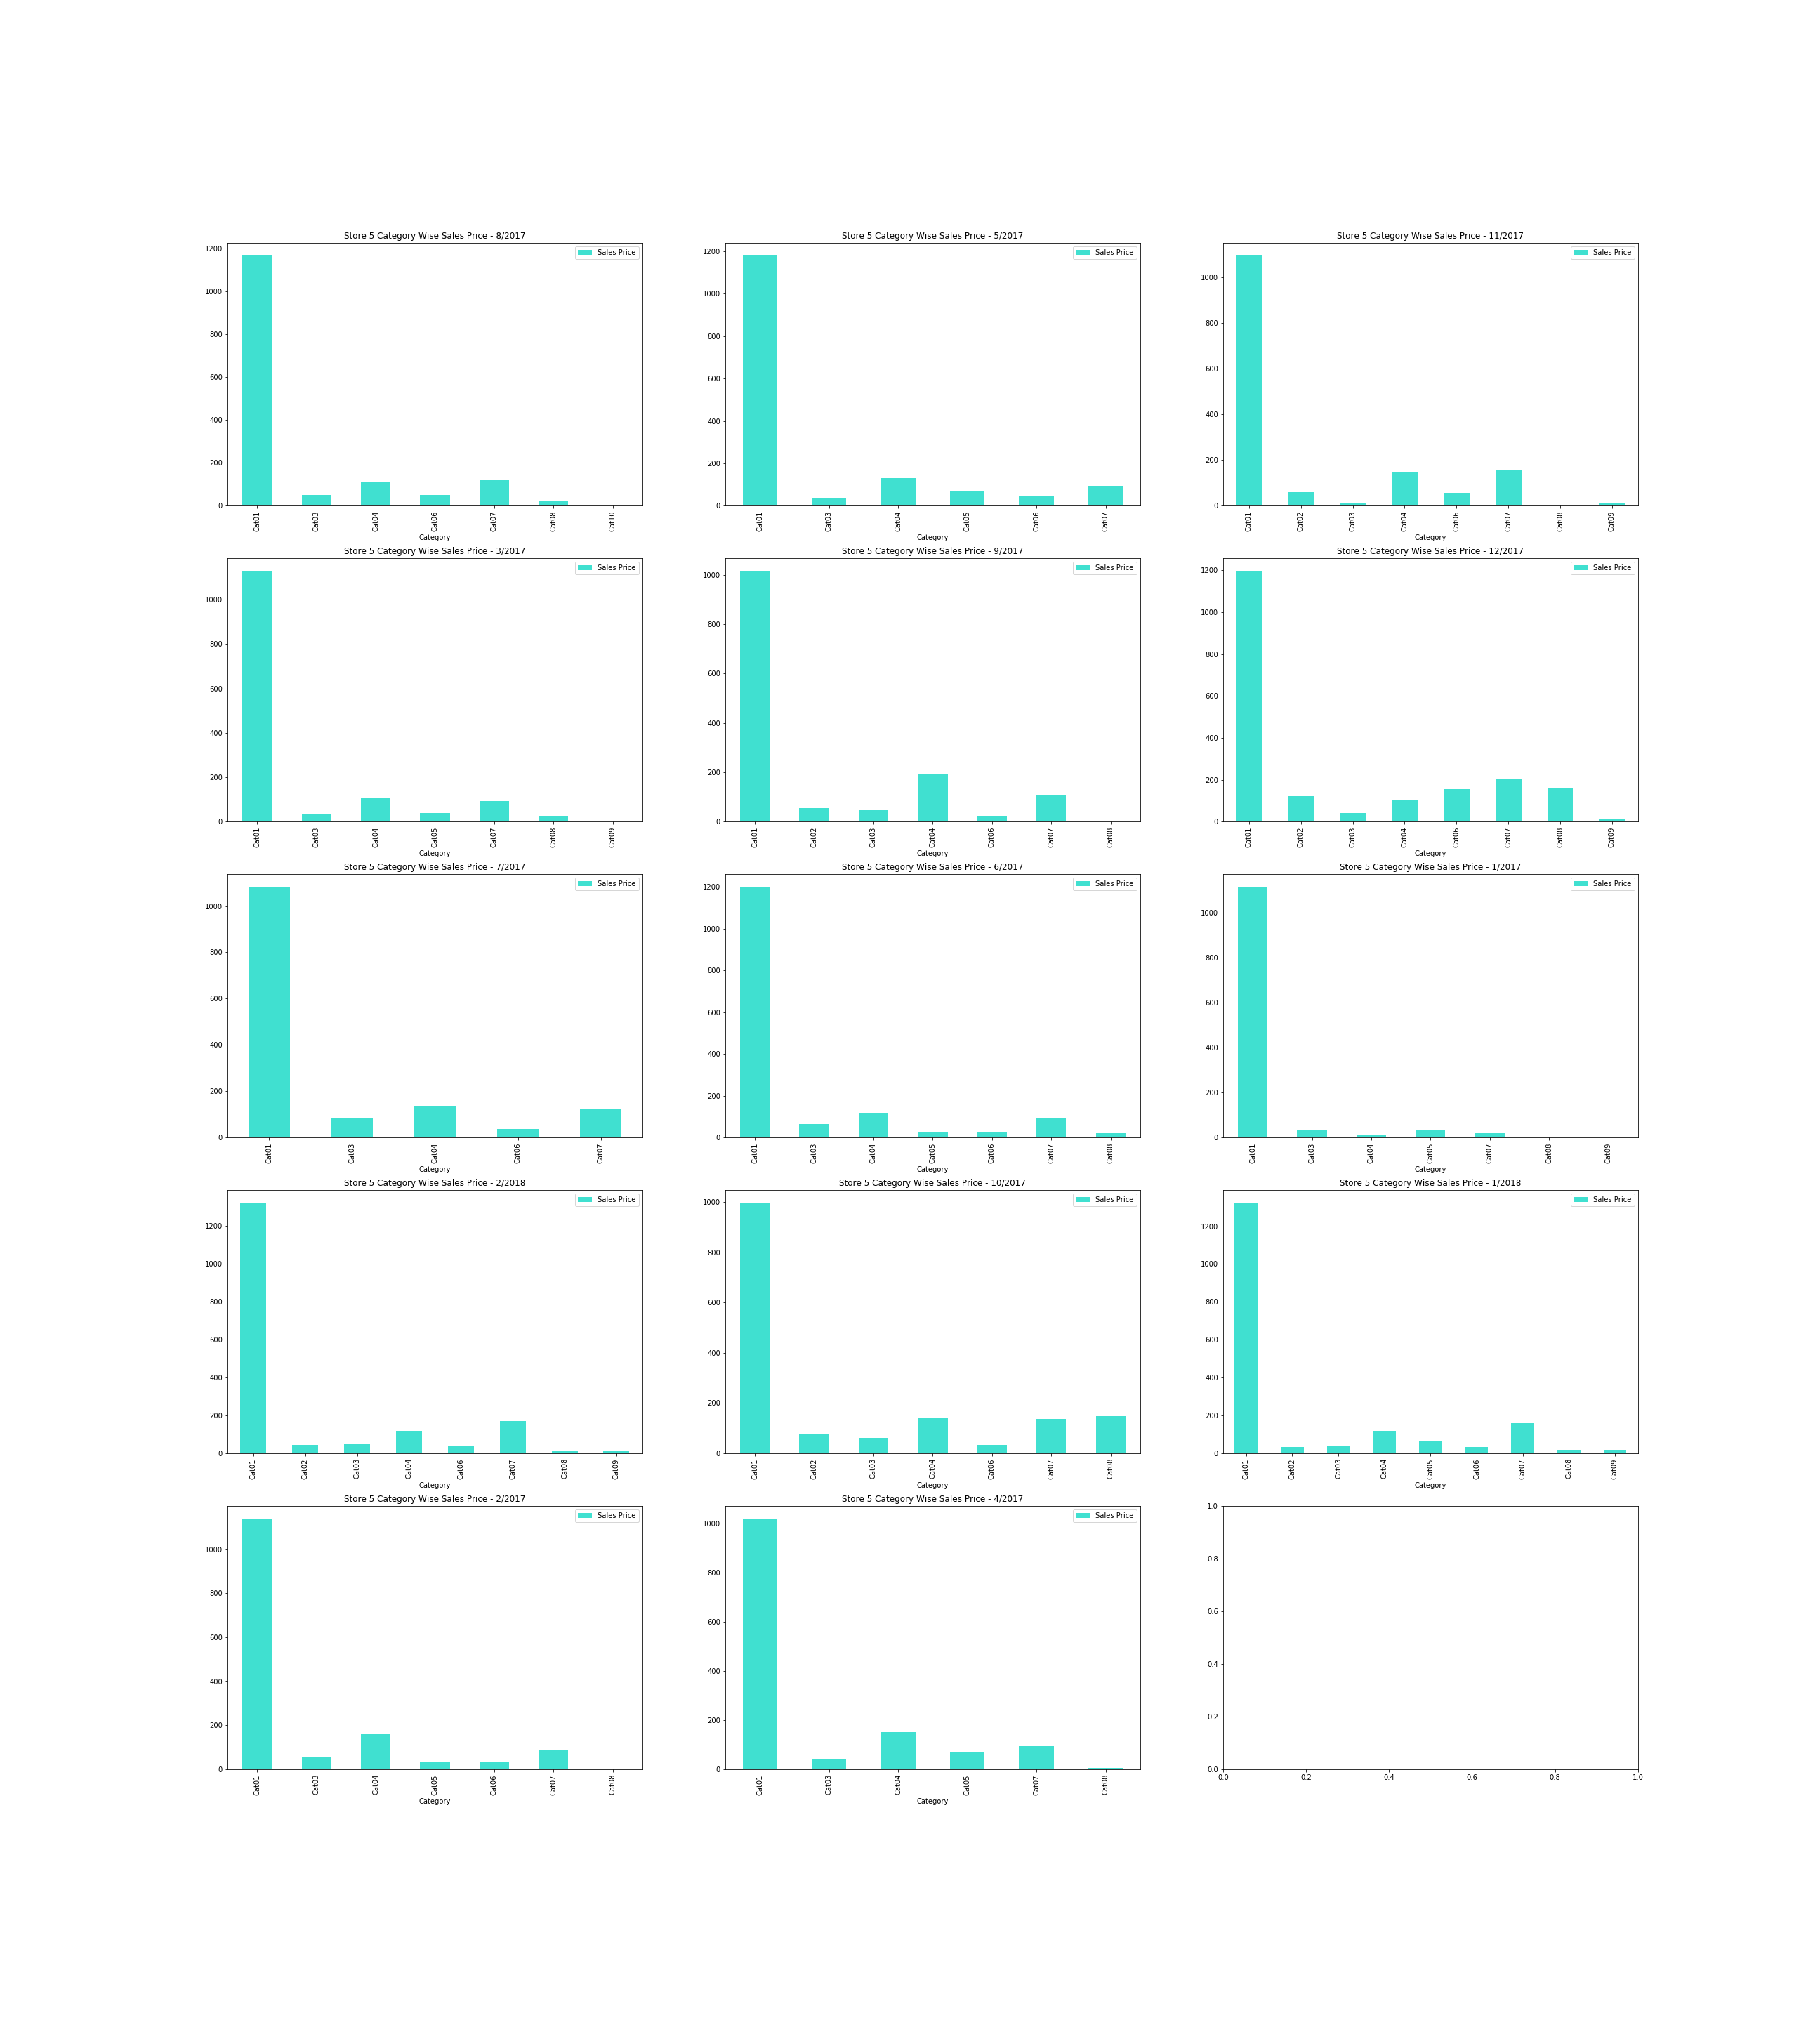 Store 5 Category Wise Sales Price - 8/2017
Sales Price
1200
1000
800
600
400
200
0
Cat01 Cat03 Cat04 Cat06 Cat07 Cat08 Cat10
Category
Store 5 Category Wise Sales Price - 5/2017
Sales Price
1200
1000
800
600
400
200
0
Cat01 Cat03 Cat04 Cat05 Cat06 Cat07
Category
Store 5 Category Wise Sales Price - 11/2017
Sales Price
1000
800
600
400
200
0
Cat01 Cat02 Cat03 Cat04 Cat06 Cat07 Cat08 Cat09
Category
Store 5 Category Wise Sales Price - 3/2017
Sales Price
1000
800
600
400
200
0
Cat01 Cat03 Cat04 Cat05 Cat07 Cat08 Cat09
Category
Store 5 Category Wise Sales Price - 9/2017
Sales Price
1000
800
600
400
200
0
Cat01 Cat02 Cat03 Cat04 Cat06 Cat07 Cat08
Category
Store 5 Category Wise Sales Price - 12/2017
Sales Price
1200
1000
800
600
400
200
0
Cat01 Cat02 Cat03 Cat04 Cat06 Cat07 Cat08 Cat09
Category
Store 5 Category Wise Sales Price - 7/2017
Sales Price
1000
800
600
400
200
0
Cat01 Cat03 Cat04 Cat06 Cat07
Category
Store 5 Category Wise Sales Price - 6/2017
Sales Price
1200
1000
800
600
400
200
0
Cat01 Cat03 Cat04 Cat05 Cat06 Cat07 Cat08
Category
Store 5 Category Wise Sales Price - 1/2017
Sales Price
1000
800
600
400
200
0
Cat01 Cat03 Cat04 Cat05 Cat07 Cat08 Cat09
Category
Store 5 Category Wise Sales Price - 2/2018
Sales Price
1200
1000
800
600
400
200
0
Cat01 Cat02 Cat03 Cat04 Cat06 Cat07 Cat08 Cat09
Category
Store 5 Category Wise Sales Price - 10/2017
Sales Price
1000
800
600
400
200
0
Cat01 Cat02 Cat03 Cat04 Cat06 Cat07 Cat08
Category
Store 5 Category Wise Sales Price - 1/2018
Sales Price
1200
1000
800
600
400
200
0
Cat01 Cat02 Cat03 Cat04 Cat05 Cat06 Cat07 Cat08 Cat09
Category
Store 5 Category Wise Sales Price - 2/2017
Sales Price
1000
800
600
400
200
0
Cat01 Cat03 Cat04 Cat05 Cat06 Cat07 Cat08
Category
Store 5 Category Wise Sales Price - 4/2017
Sales Price
1000
800
600
400
200
0
Cat01 Cat03 Cat04 Cat05 Cat07 Cat08
Category
1.0
0.8
0.6
0.4
0.2
0.0
0.0 0.2 0.4 0.6 0.8 1.0